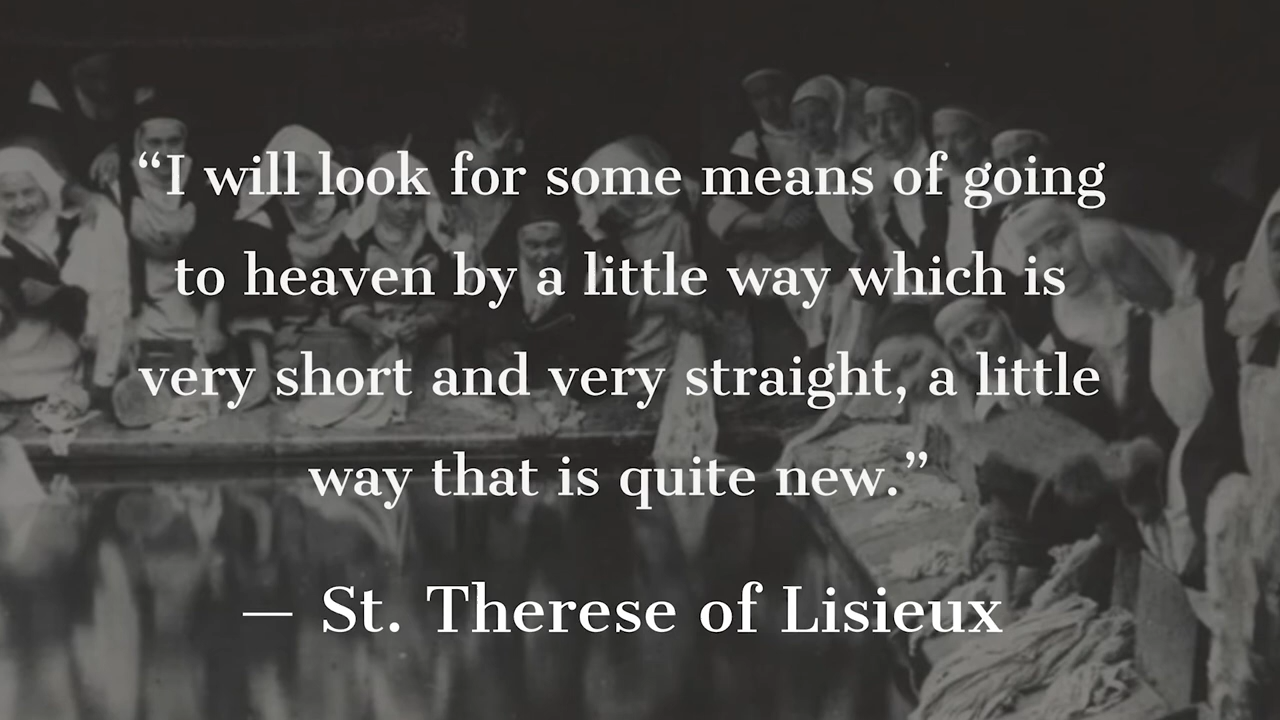 “I will look for some means of going
to heaven by a little way which is
very short and very straight, a little
way that is quite new.”
— St. Therese of Lisieux